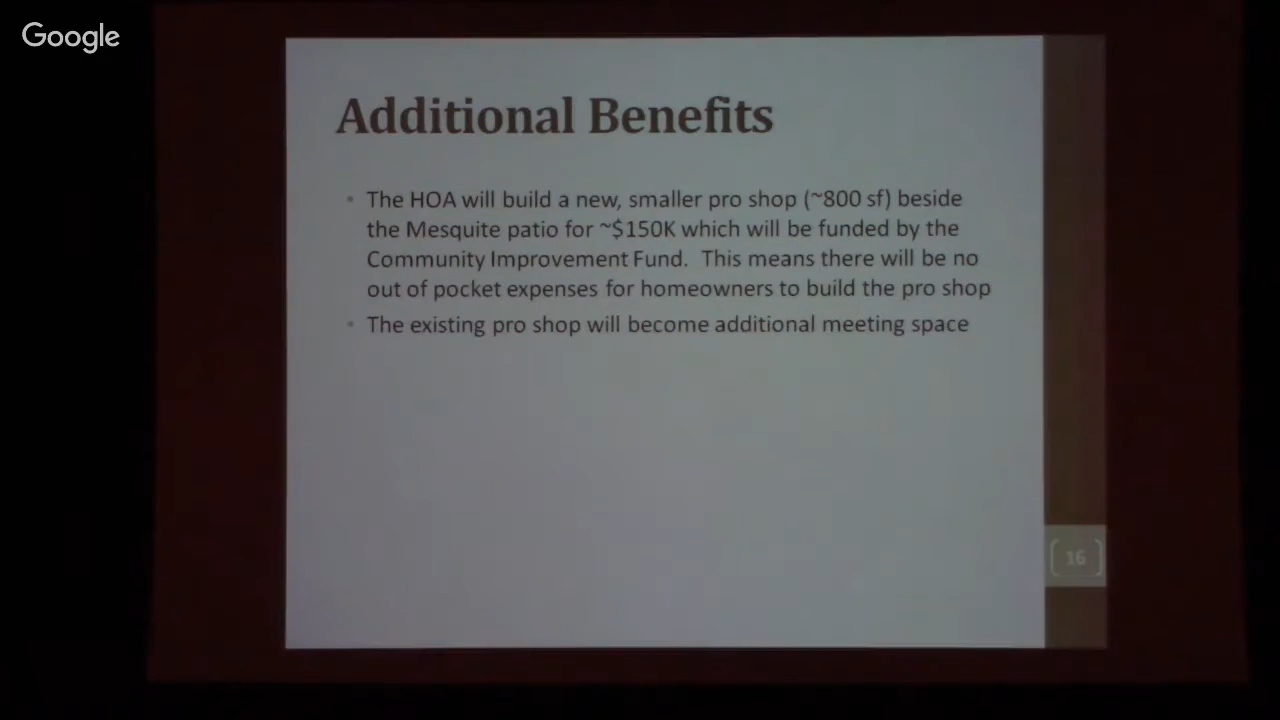 Google
Additional Benefits
• The HOA will build a new, smaller pro shop (~800 sf) beside
the Mesquite patio for ~$150K which will be funded by the
Community Improvement Fund.  This means there will be no
out of pocket expenses for homeowners to build the pro shop
• The existing pro shop will become additional meeting space
16